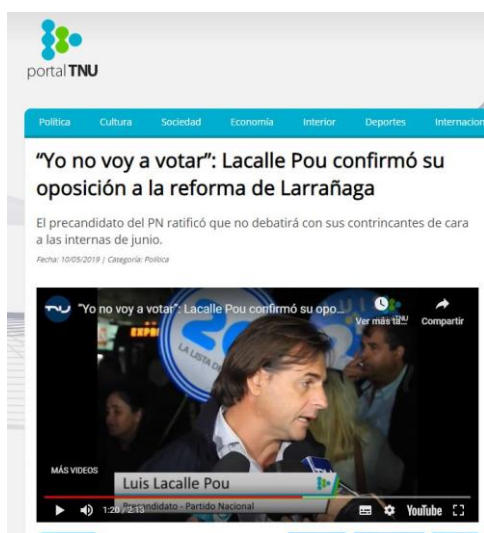 portal TNU
Política Cultura Sociedad Economía Interior Deportes Internacion
“Yo no voy a votar”: Lacalle Pou confirmó su
oposición a la reforma de Larrañaga
El precandidato del PN ratificó que no debatirá con sus contrincantes de cara
a las internas de junio.
Fecha: 10/05/2019 | Categoría: Política
"Yo no voy a votar": Lacalle Pou confirmó su opo...
Ver más ta...
Compartir
LA LISTA DE
MÁS VIDEOS
Luis Lacalle Pou
Precandidato - Partido Nacional
1:20 / 2:13
YouTube